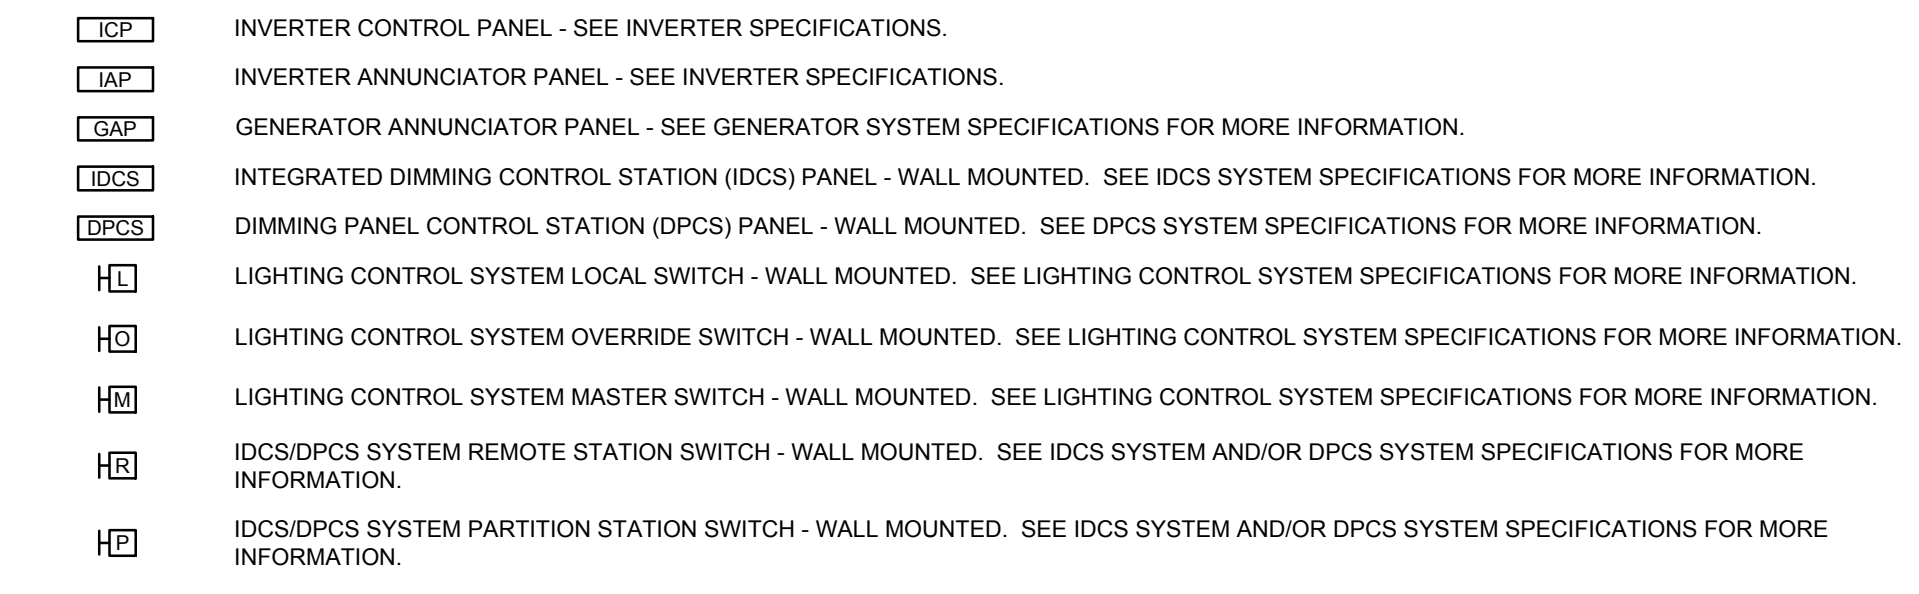 ICP INVERTER CONTROL PANEL - SEE INVERTER SPECIFICATIONS.
IAP INVERTER ANNUNCIATOR PANEL - SEE INVERTER SPECIFICATIONS.
GAP GENERATOR ANNUNCIATOR PANEL - SEE GENERATOR SYSTEM SPECIFICATIONS FOR MORE INFORMATION.
IDCS INTEGRATED DIMMING CONTROL STATION (IDCS) PANEL - WALL MOUNTED. SEE IDCS SYSTEM SPECIFICATIONS FOR MORE INFORMATION.
DPCS DIMMING PANEL CONTROL STATION (DPCS) PANEL - WALL MOUNTED. SEE DPCS SYSTEM SPECIFICATIONS FOR MORE INFORMATION.
L LIGHTING CONTROL SYSTEM LOCAL SWITCH - WALL MOUNTED. SEE LIGHTING CONTROL SYSTEM SPECIFICATIONS FOR MORE INFORMATION.
O LIGHTING CONTROL SYSTEM OVERRIDE SWITCH - WALL MOUNTED. SEE LIGHTING CONTROL SYSTEM SPECIFICATIONS FOR MORE INFORMATION.
M LIGHTING CONTROL SYSTEM MASTER SWITCH - WALL MOUNTED. SEE LIGHTING CONTROL SYSTEM SPECIFICATIONS FOR MORE INFORMATION.
R IDCS/DPCS SYSTEM REMOTE STATION SWITCH - WALL MOUNTED. SEE IDCS SYSTEM AND/OR DPCS SYSTEM SPECIFICATIONS FOR MORE
INFORMATION.
P IDCS/DPCS SYSTEM PARTITION STATION SWITCH - WALL MOUNTED. SEE IDCS SYSTEM AND/OR DPCS SYSTEM SPECIFICATIONS FOR MORE
INFORMATION.